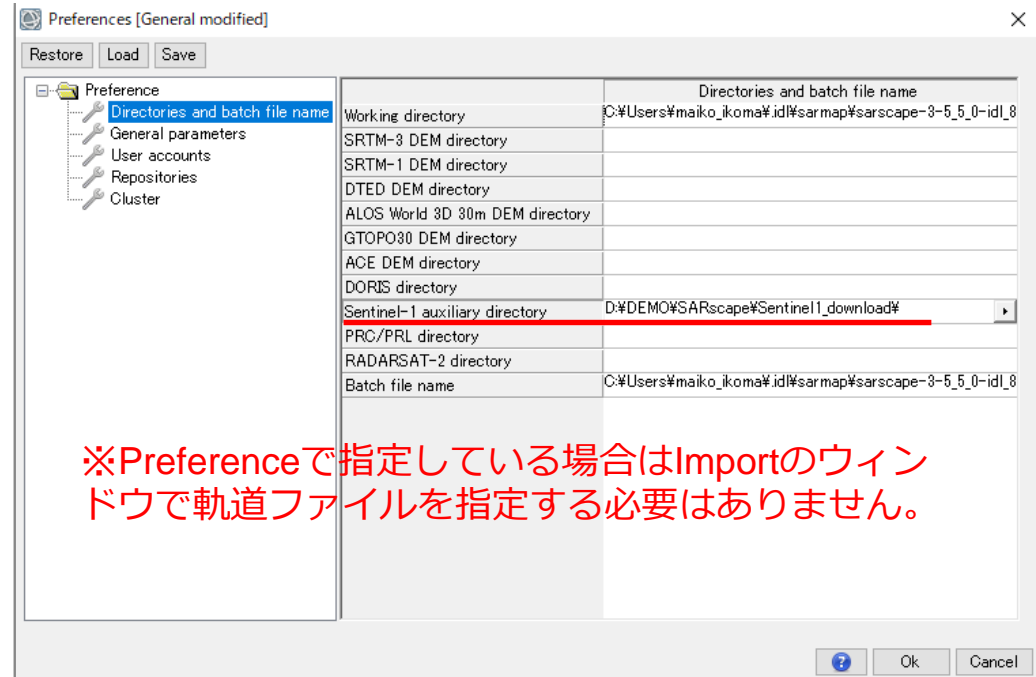 Preferences [General modified]
Restore Load Save
Preference
Directories and batch file name
General parameters
User accounts
Repositories
Cluster
Directories and batch file name
Working directory C:¥Users¥maiko_ikoma¥.idl¥sarmap¥sarscape-3-5_5_0-idl_8
SRTM-3 DEM directory
SRTM-1 DEM directory
DTED DEM directory
ALOS World 3D 30m DEM directory
GTOPO30 DEM directory
ACE DEM directory
DORIS directory
Sentinel-1 auxiliary directory D:¥DEMO¥SARscape¥Sentinel1_download¥
PRC/PRL directory
RADARSAT-2 directory
Batch file name C:¥Users¥maiko_ikoma¥.idl¥sarmap¥sarscape-3-5_5_0-idl_8
※Preferenceで指定している場合はImportのウィン
ドウで軌道ファイルを指定する必要はありません。
Ok Cancel